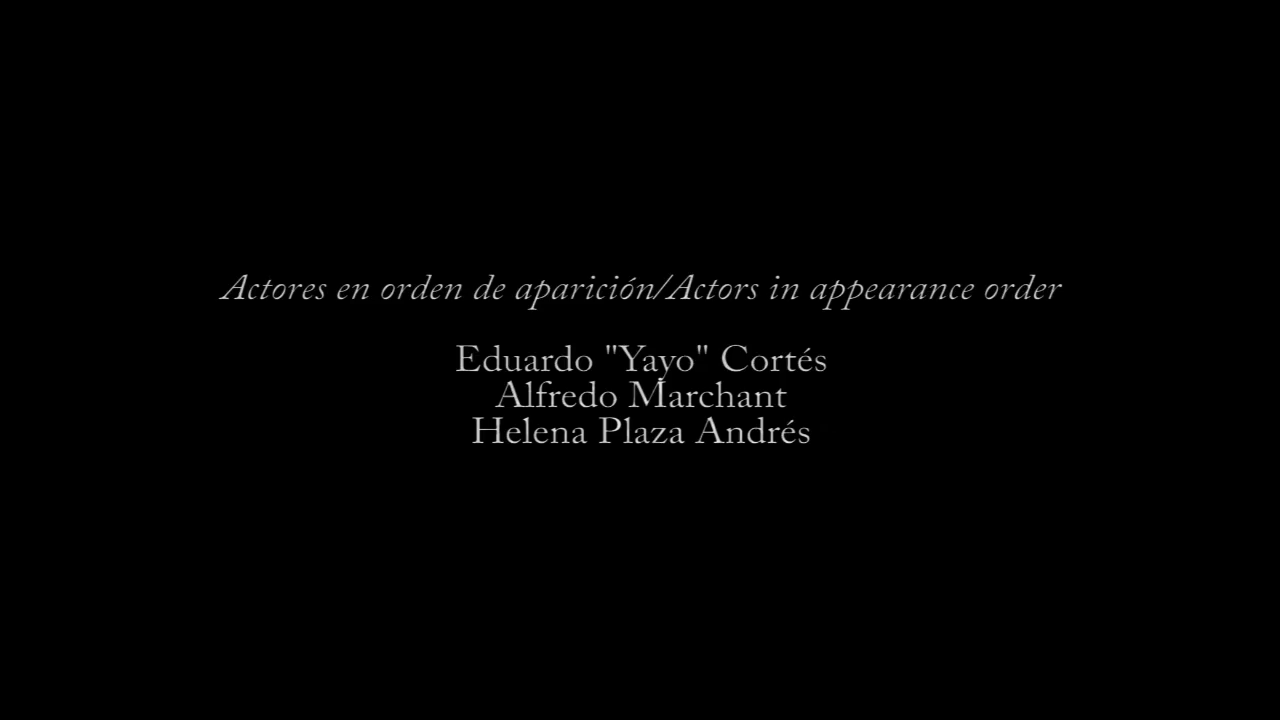 Actores en orden de aparición/Actors in appearance order
Eduardo "Yayo" Cortés
Alfredo Marchant
Helena Plaza Andrés